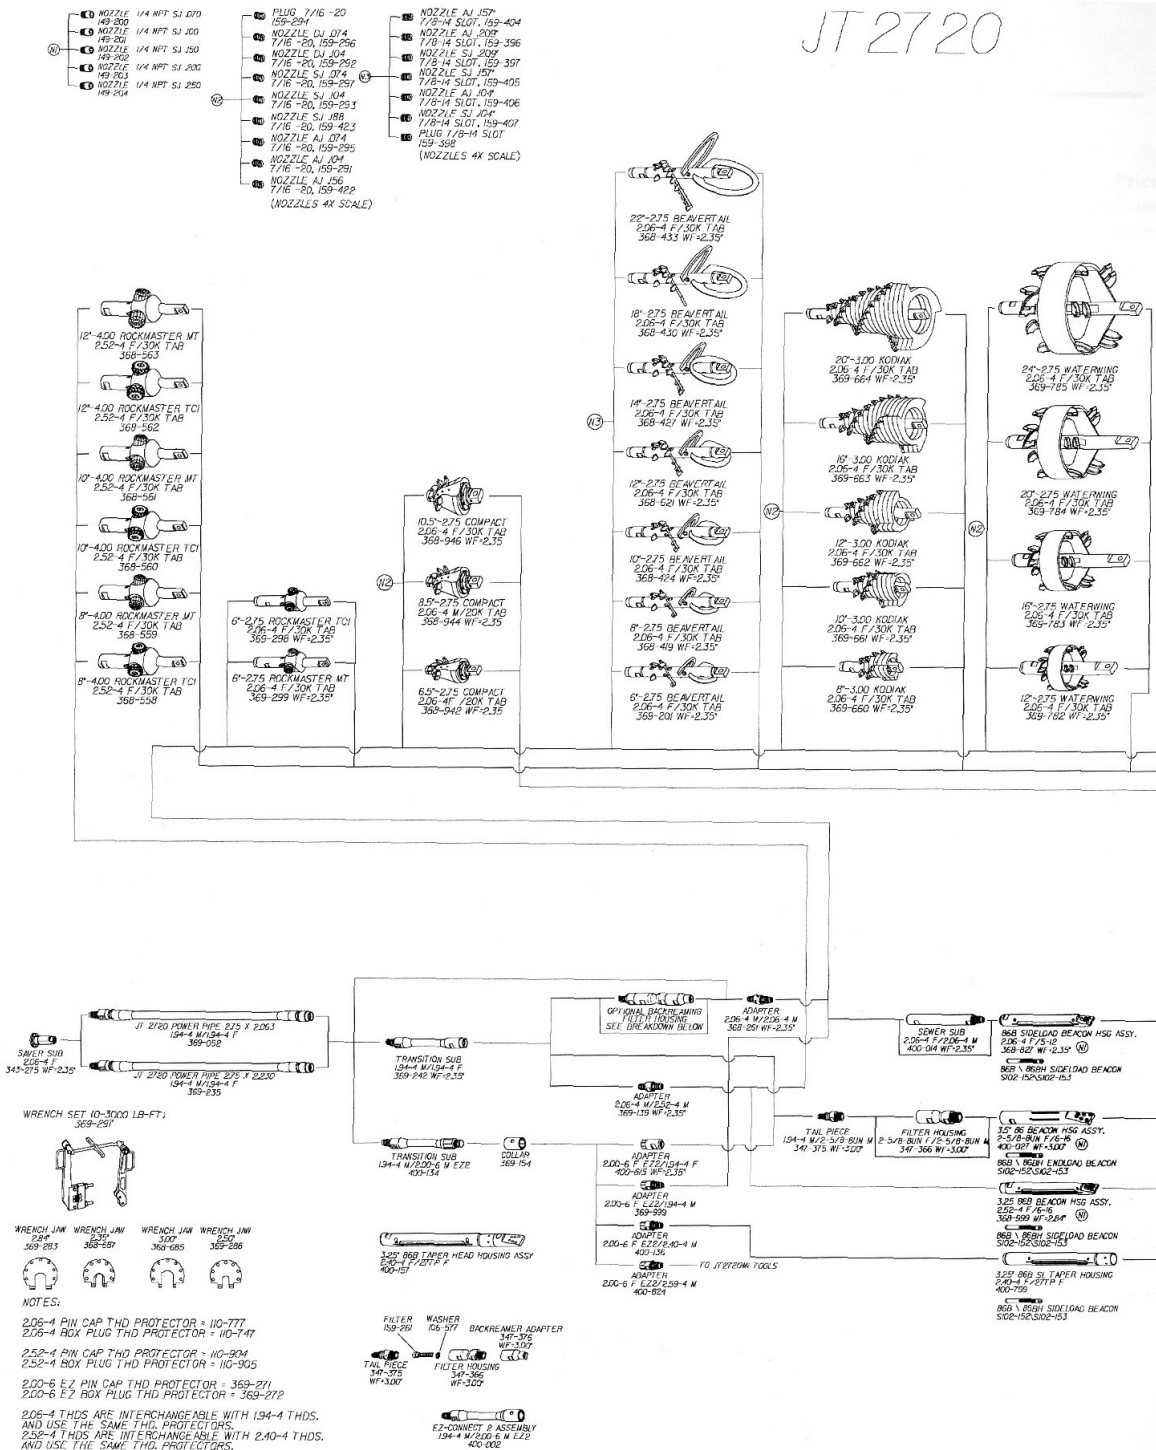 JT 2720
NOZZLE 1/4 NPT SJ .070
149-200
NOZZLE 1/4 NPT SJ .100
149-201
NOZZLE 1/4 NPT SJ .150
149-202
NOZZLE 1/4 NPT SJ .200
149-203
NOZZLE 1/4 NPT SJ .250
149-204
N1
PLUG 7/16 -20
159-294
NOZZLE DJ .074
7/16 -20, 159-296
NOZZLE DJ .104
7/16 -20, 159-292
NOZZLE SJ .074
7/16 -20, 159-297
NOZZLE SJ .104
7/16 -20, 159-293
NOZZLE SJ .188
7/16 -20, 159-423
NOZZLE AJ .074
7/16 -20, 159-295
NOZZLE AJ .104
7/16 -20, 159-291
NOZZLE AJ .156
7/16 -20, 159-422
(NOZZLES 4X SCALE)
N2
NOZZLE AJ .157"
7/8-14 SLOT, 159-404
NOZZLE AJ .209"
7/8-14 SLOT, 159-396
NOZZLE SJ .209"
7/8-14 SLOT, 159-397
NOZZLE SJ .157"
7/8-14 SLOT, 159-405
NOZZLE AJ .104"
7/8-14 SLOT, 159-406
NOZZLE SJ .104"
7/8-14 SLOT, 159-407
PLUG 7/8-14 SLOT
159-398
(NOZZLES 4X SCALE)
N3
12"-4.00 ROCKMASTER MT
2.52-4 F/30K TAB
368-563
12"-4.00 ROCKMASTER TCI
2.52-4 F/30K TAB
368-562
10"-4.00 ROCKMASTER MT
2.52-4 F/30K TAB
368-561
10"-4.00 ROCKMASTER TCI
2.52-4 F/30K TAB
368-560
8"-4.00 ROCKMASTER MT
2.52-4 F/30K TAB
368-559
8"-4.00 ROCKMASTER TCI
2.52-4 F/30K TAB
368-558
6"-2.75 ROCKMASTER TCI
2.06-4 F/30K TAB
369-298 WF=2.35"
6"-2.75 ROCKMASTER MT
2.06-4 F/30K TAB
369-299 WF=2.35"
10.5"-2.75 COMPACT
2.06-4 F/30K TAB
368-946 WF=2.35
N2
8.5"-2.75 COMPACT
2.06-4 M/20K TAB
368-944 WF=2.35
6.5"-2.75 COMPACT
2.06-4F /20K TAB
368-942 WF=2.35
22"-2.75 BEAVERTAIL
2.06-4 F/30K TAB
368-433 WF=2.35"
18"-2.75 BEAVERTAIL
2.06-4 F/30K TAB
368-430 WF=2.35"
14"-2.75 BEAVERTAIL
2.06-4 F/30K TAB
368-427 WF=2.35"
N3
12"-2.75 BEAVERTAIL
2.06-4 F/30K TAB
368-621 WF=2.35"
10"-2.75 BEAVERTAIL
2.06-4 F/30K TAB
368-424 WF=2.35"
8"-2.75 BEAVERTAIL
2.06-4 F/30K TAB
368-419 WF=2.35"
6"-2.75 BEAVERTAIL
2.06-4 F/30K TAB
369-201 WF=2.35"
20"-3.00 KODIAK
2.06-4 F/30K TAB
369-664 WF=2.35"
16"-3.00 KODIAK
2.06-4 F/30K TAB
369-663 WF=2.35"
N2
12"-3.00 KODIAK
2.06-4 F/30K TAB
369-662 WF=2.35"
10"-3.00 KODIAK
2.06-4 F/30K TAB
369-661 WF=2.35"
8"-3.00 KODIAK
2.06-4 F/30K TAB
369-660 WF=2.35"
24"-2.75 WATERWING
2.06-4 F/30K TAB
369-785 WF=2.35"
20"-2.75 WATERWING
2.06-4 F/30K TAB
369-784 WF=2.35"
N2
16"-2.75 WATERWING
2.06-4 F/30K TAB
369-783 WF=2.35"
12"-2.75 WATERWING
2.06-4 F/30K TAB
369-782 WF=2.35"
SAVER SUB
2.06-4 F
343-275 WF=2.35"
JT 2720 POWER PIPE 2.75 X 2.063
1.94-4 M/1.94-4 F
369-052
JT 2720 POWER PIPE 2.75 X 2.230
1.94-4 M/1.94-4 F
369-235
TRANSITION SUB
1.94-4 M/1.94-4 F
369-242 WF=2.35"
TRANSITION SUB
1.94-4 M/2.00-6 M EZ2
400-134
COLLAR
369-154
OPTIONAL BACKREAMING
FILTER HOUSING
SEE BREAKDOWN BELOW
ADAPTER
2.06-4 M/2.06-4 M
368-261 WF=2.35"
ADAPTER
2.06-4 M/2.52-4 M
369-139 WF=2.35"
ADAPTER
2.00-6 F EZ2/1.94-4 F
400-615 WF=2.35"
ADAPTER
2.00-6 F EZ2/1.94-4 M
369-999
ADAPTER
2.00-6 F EZ2/2.40-4 M
400-136
ADAPTER
2.00-6 F EZ2/2.59-4 M
400-824
TO JT2720M TOOLS
SEWER SUB
2.06-4 F/2.06-4 M
400-014 WF=2.35"
86B SIDELOAD BEACON HSG ASSY.
2.06-4 F/5-12
368-827 WF=2.35" N1
86B \ 86BH SIDELOAD BEACON
S102-152\S102-153
TAIL PIECE
1.94-4 M/2-5/8-8UN M
347-375 WF=3.00"
FILTER HOUSING
2-5/8-8UN F/2-5/8-8UN M
347-366 WF=3.00"
3.5" 86 BEACON HSG ASSY.
2-5/8-8UN F/6-16
400-027 WF=3.00" N1
86B \ 86BH ENDLOAD BEACON
S102-152\S102-153
3.25 86B BEACON HSG ASSY.
2.52-4 F/6-16
368-999 WF=2.84" N1
86B \ 86BH SIDELOAD BEACON
S102-152\S102-153
3.25" 86B SL TAPER HOUSING
2.40-4 F/27TP F
400-799
86B \ 86BH SIDELOAD BEACON
S102-152\S102-153
WRENCH SET (0-3000 LB-FT)
369-297
WRENCH JAW
2.84"
369-283
WRENCH JAW
2.35"
368-687
WRENCH JAW
3.00"
368-685
WRENCH JAW
2.50"
369-286
3.25" 86B TAPER HEAD HOUSING ASSY
2.40-4 F/27TP F
400-157
FILTER
159-261
WASHER
106-577
BACKREAMER ADAPTER
347-376
WF=3.00"
TAIL PIECE
347-375
WF=3.00"
FILTER HOUSING
347-366
WF=3.00"
EZ-CONNECT 2 ASSEMBLY
1.94-4 M/2.00-6 M EZ2
400-002
NOTES:
2.06-4 PIN CAP THD PROTECTOR = 110-777
2.06-4 BOX PLUG THD PROTECTOR = 110-747
2.52-4 PIN CAP THD PROTECTOR = 110-904
2.52-4 BOX PLUG THD PROTECTOR = 110-905
2.00-6 EZ PIN CAP THD PROTECTOR = 369-271
2.00-6 EZ BOX PLUG THD PROTECTOR = 369-272
2.06-4 THDS ARE INTERCHANGEABLE WITH 1.94-4 THDS.
AND USE THE SAME THD. PROTECTORS.
2.52-4 THDS ARE INTERCHANGEABLE WITH 2.40-4 THDS.
AND USE THE SAME THD. PROTECTORS.